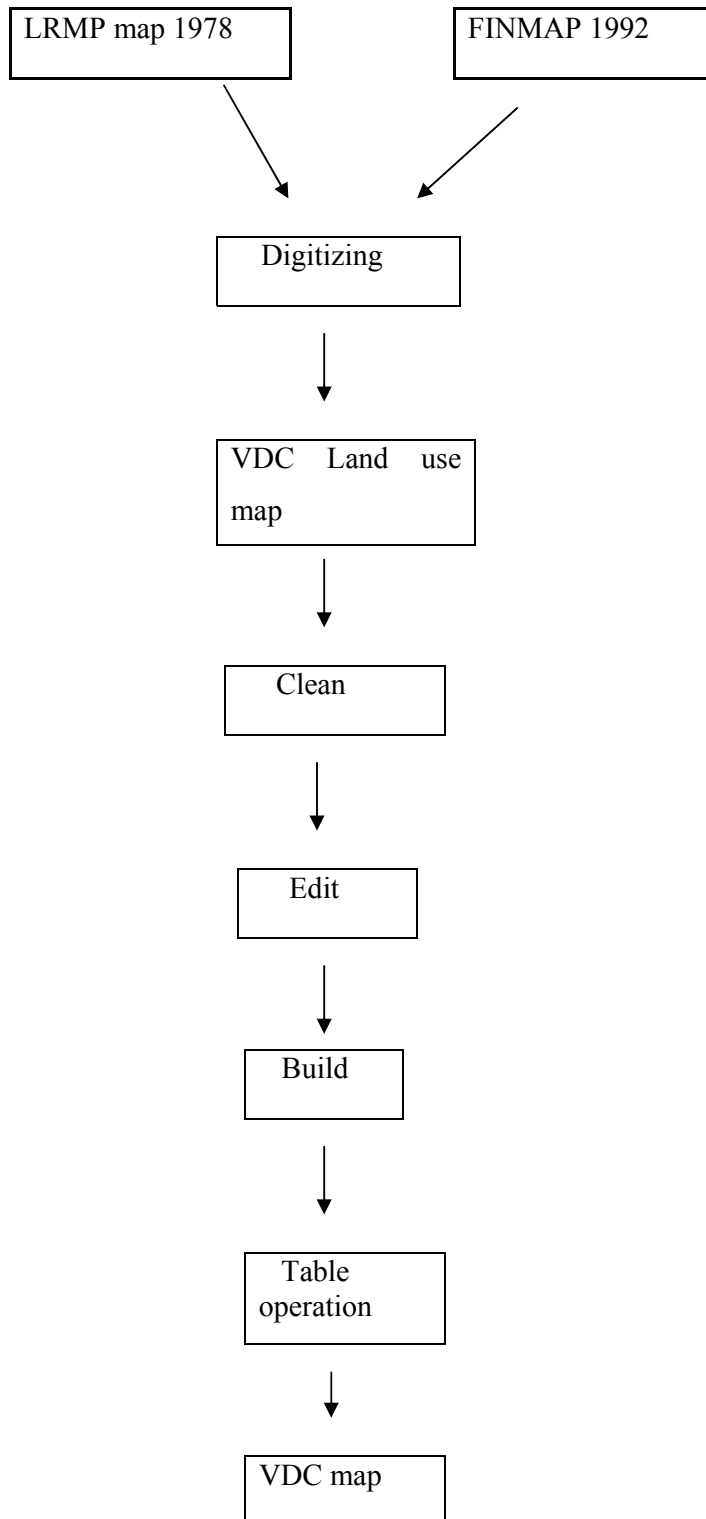 LRMP map 1978
FINMAP 1992
Digitizing
VDC Land use
map
Clean
Edit
Build
Table
operation
VDC map